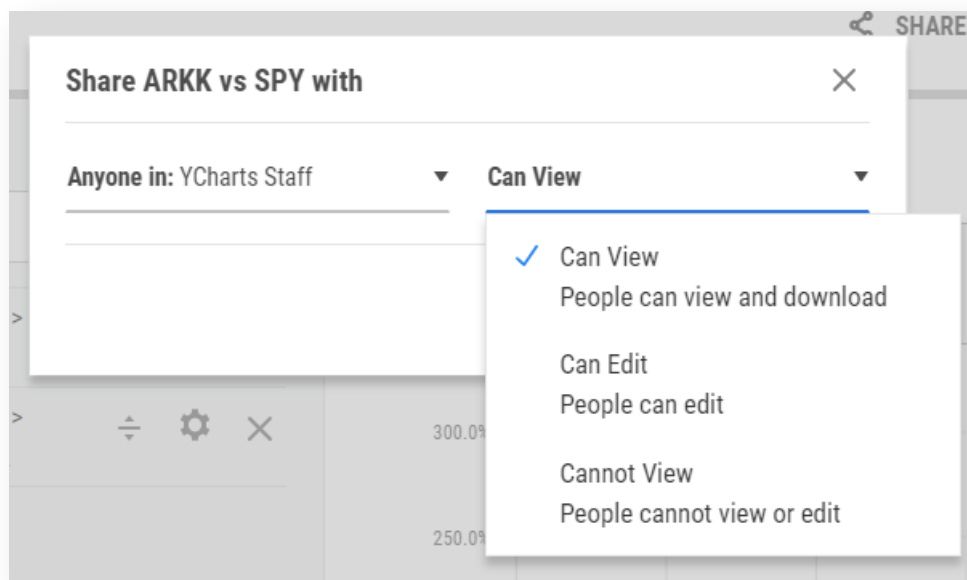 SHARE
Share ARKK vs SPY with
Anyone in: YCharts Staff
Can View
Can View
People can view and download
Can Edit
People can edit
Cannot View
People cannot view or edit
>
>
300.0%
250.0%